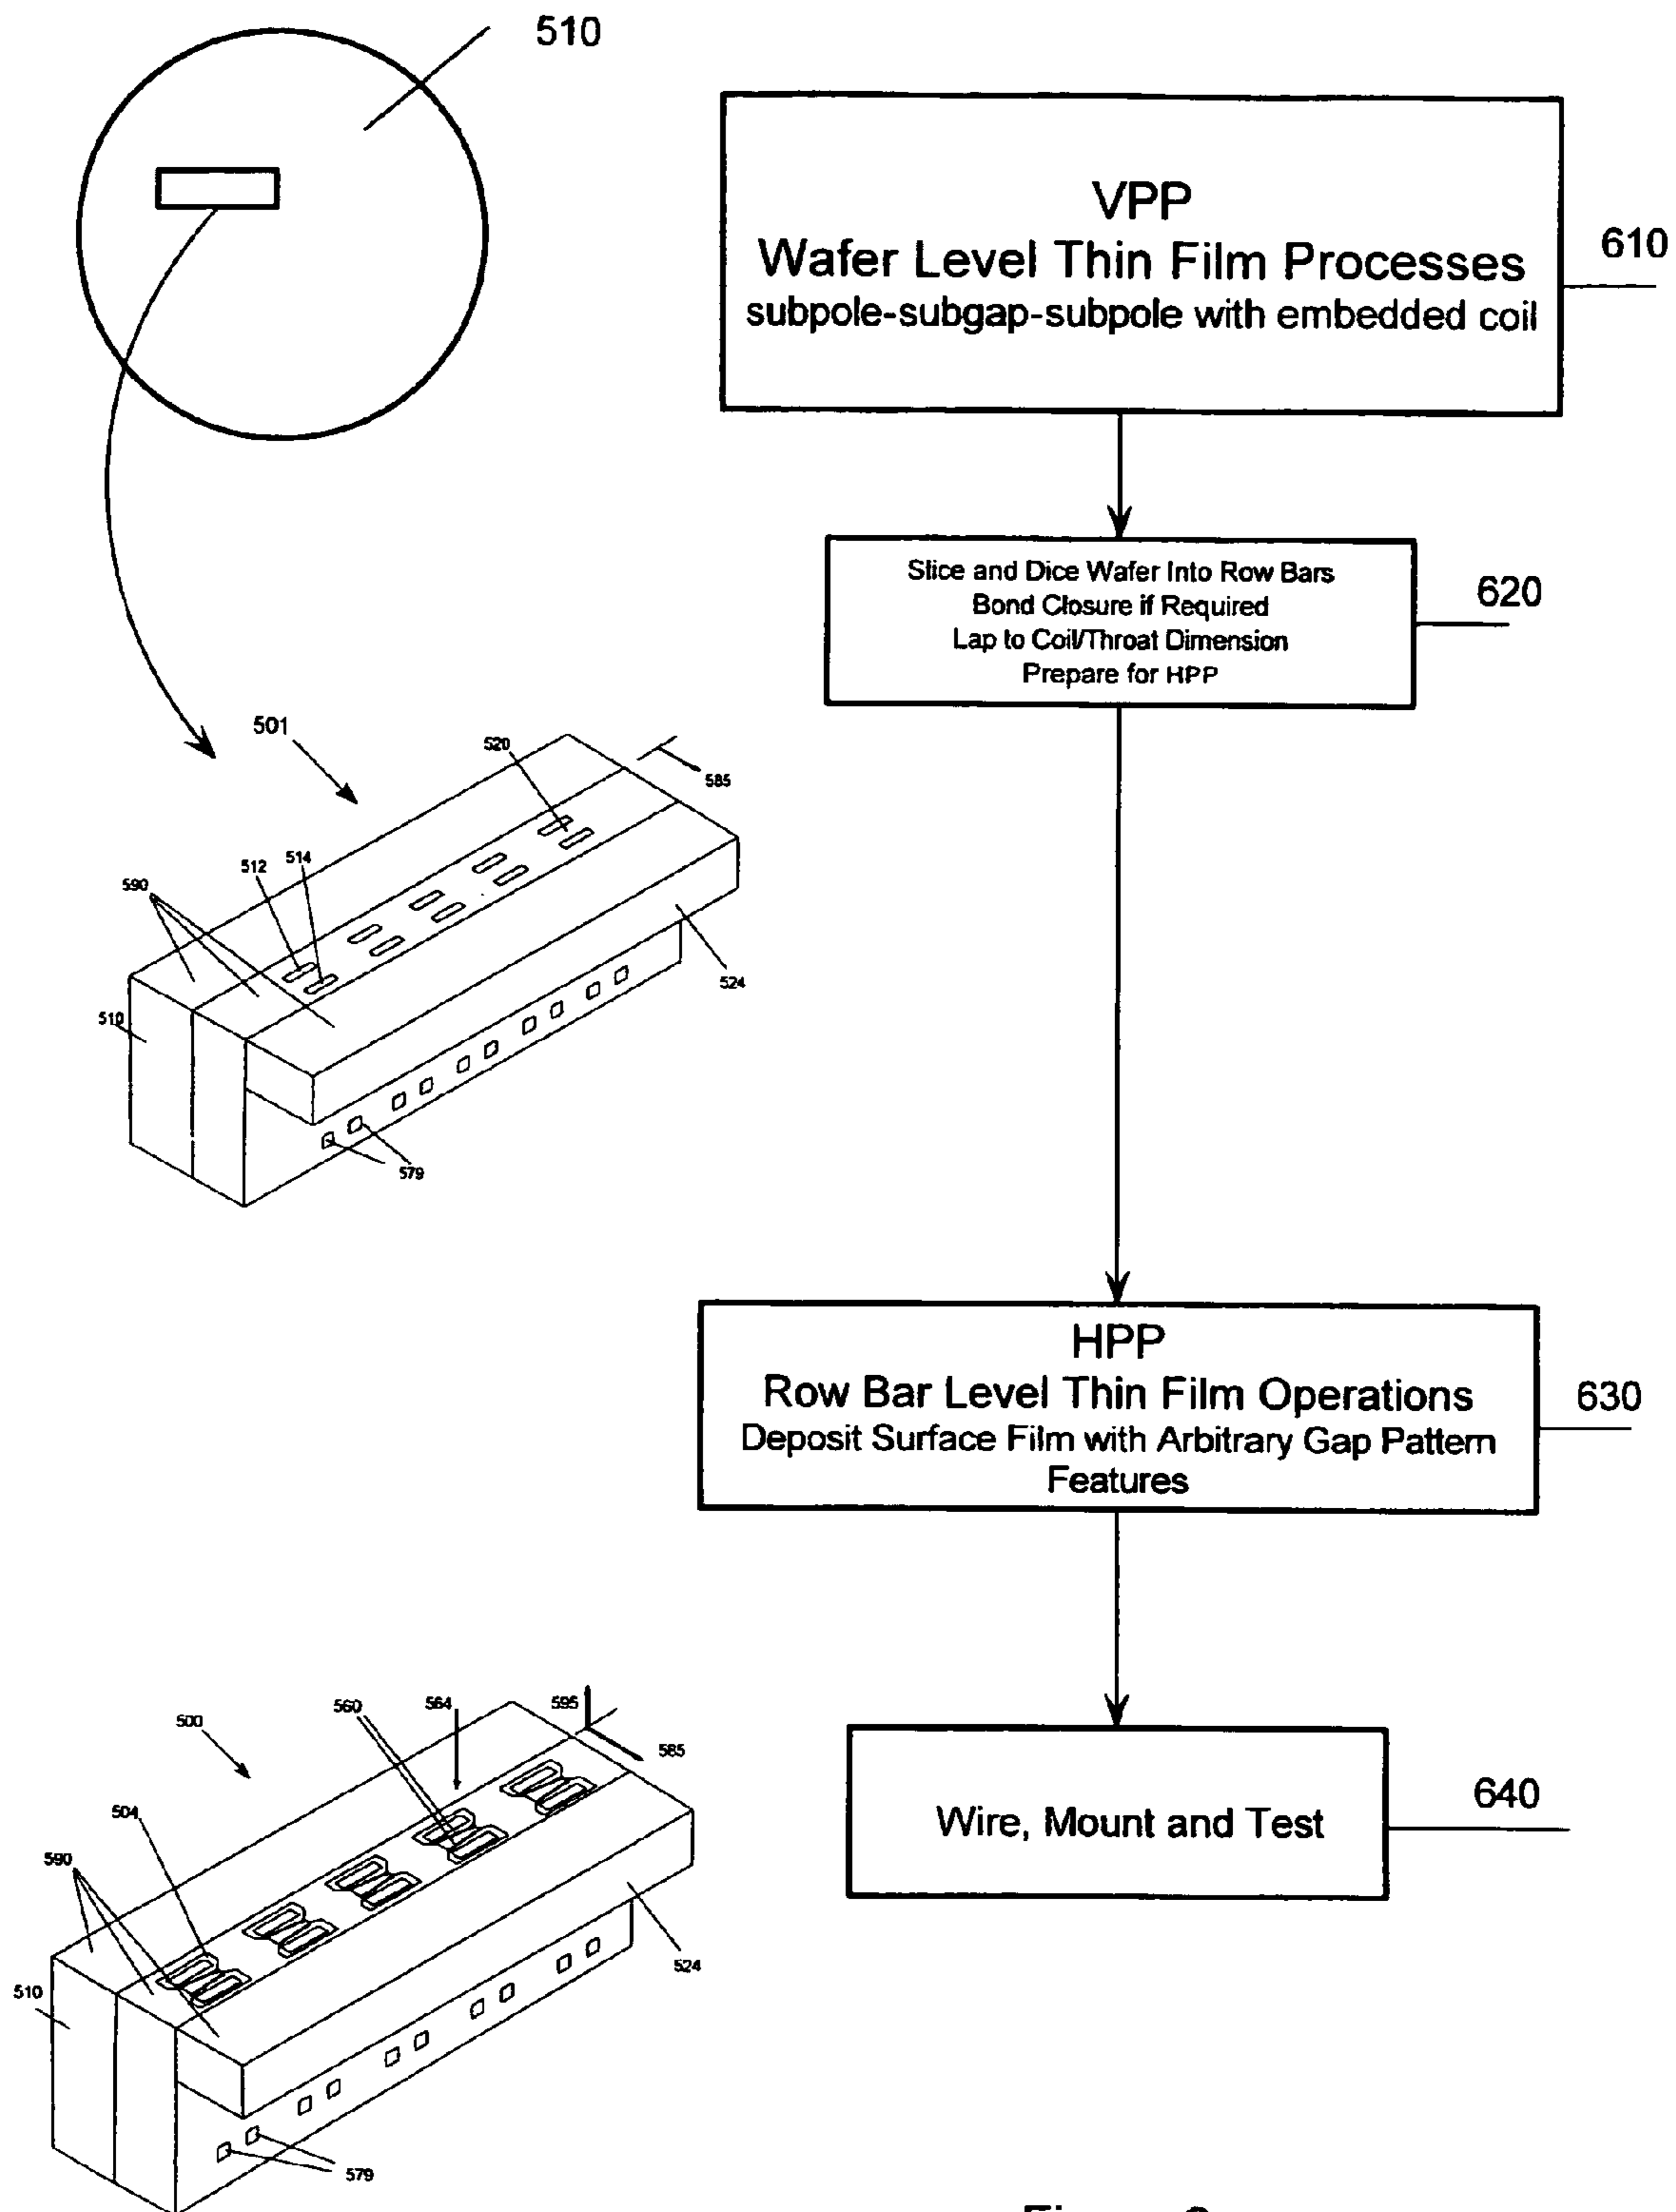 510
VPP
Wafer Level Thin Film Processes
subpole-subgap-subpole with embedded coil
610
Slice and Dice Wafer Into Row Bars
Bond Closure if Required
Lap to Coil/Throat Dimension
Prepare for HPP
620
501
520
585
512
514
590
524
510
579
HPP
Row Bar Level Thin Film Operations
Deposit Surface Film with Arbitrary Gap Pattern
Features
630
500
560
564
595
585
504
590
510
524
579
Wire, Mount and Test
640